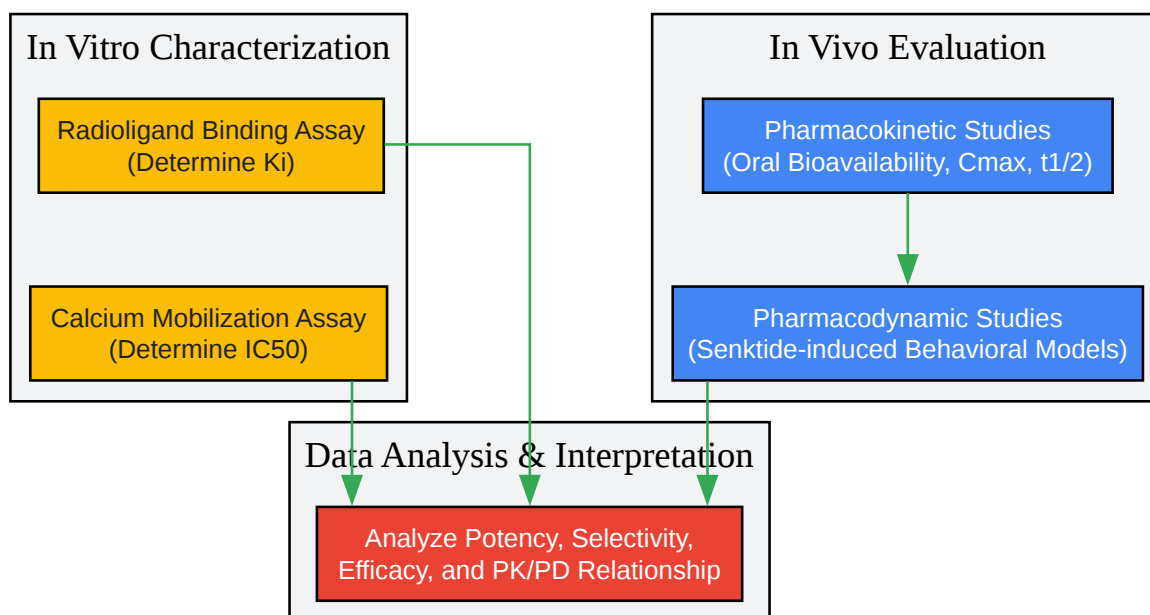 In Vitro Characterization
Radioligand Binding Assay
(Determine Ki)
Calcium Mobilization Assay
(Determine IC50)
In Vivo Evaluation
Pharmacokinetic Studies
(Oral Bioavailability, Cmax, t1/2)
Pharmacodynamic Studies
(Senktide-induced Behavioral Models)
Data Analysis & Interpretation
Analyze Potency, Selectivity,
Efficacy, and PK/PD Relationship